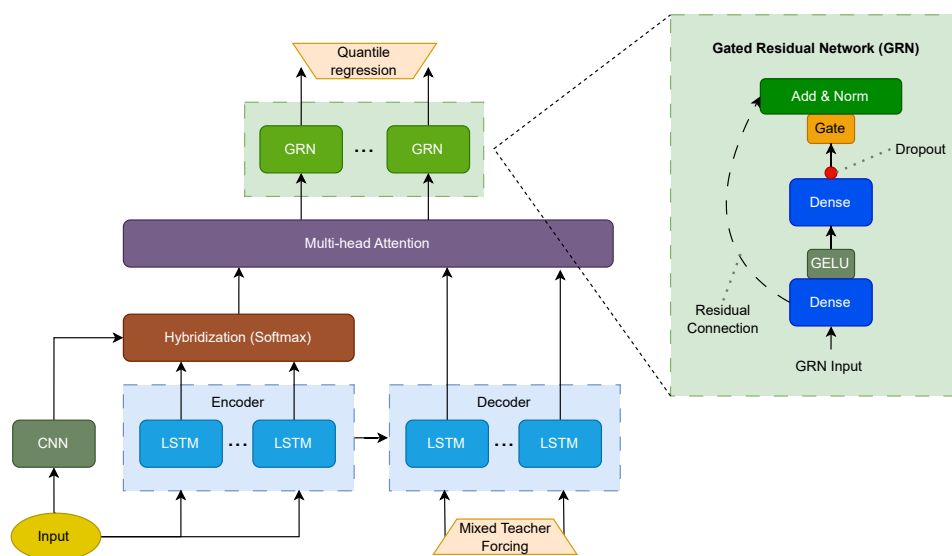 Quantile
regression
GRN
...
GRN
Multi-head Attention
Hybridization (Softmax)
Encoder
LSTM
...
LSTM
Decoder
LSTM
...
LSTM
CNN
Input
Mixed Teacher
Forcing
Gated Residual Network (GRN)
Add & Norm
Gate
Dropout
Dense
GELU
Dense
Residual
Connection
GRN Input